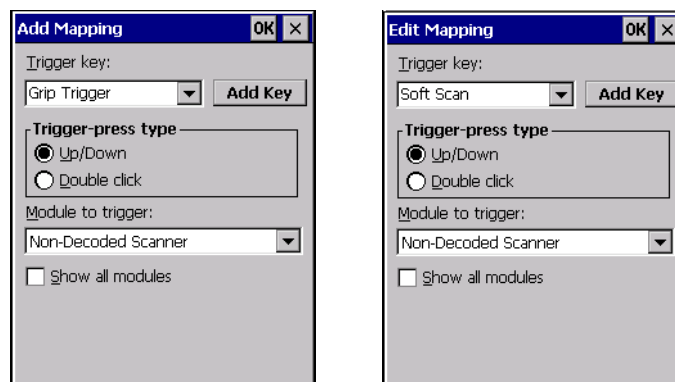 Add Mapping OK
Trigger key:
Grip Trigger Add Key
Trigger-press type
Up/Down
Double click
Module to trigger:
Non-Decoded Scanner
Show all modules
Edit Mapping OK
Trigger key:
Soft Scan Add Key
Trigger-press type
Up/Down
Double click
Module to trigger:
Non-Decoded Scanner
Show all modules